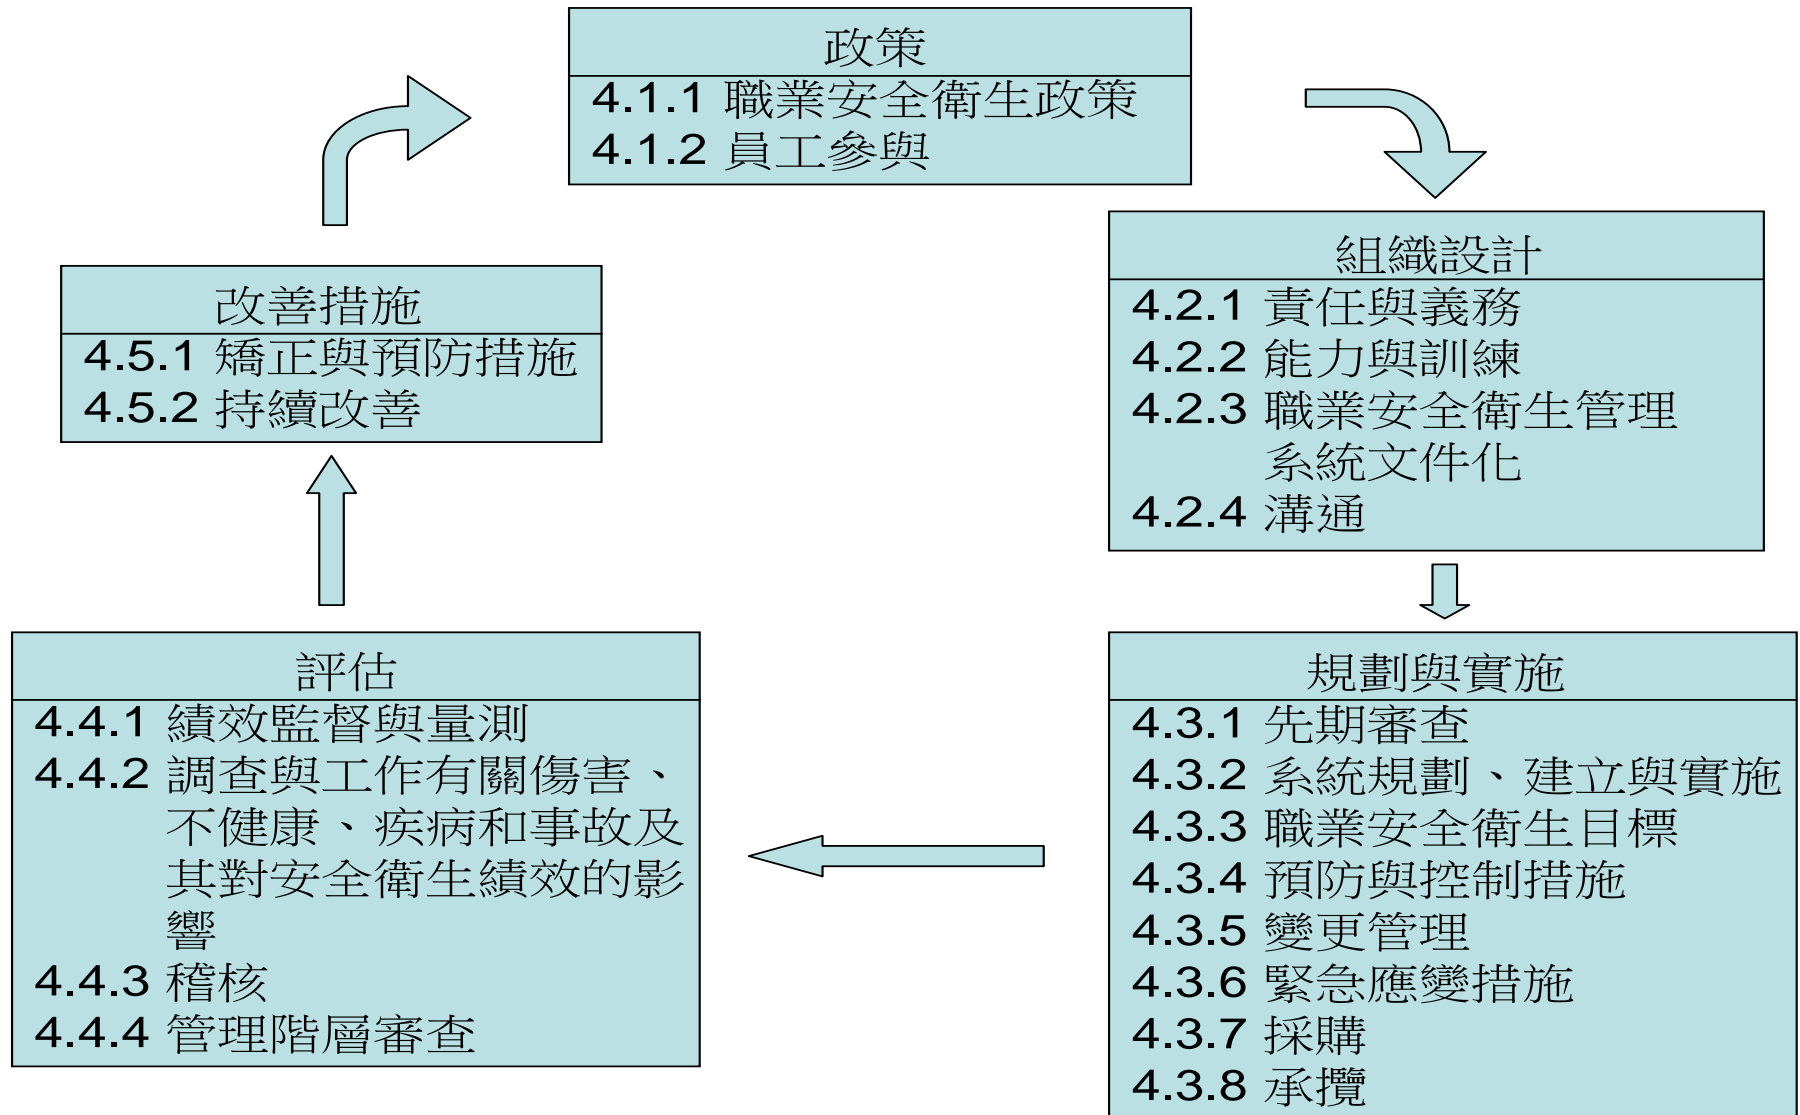 政策
4.1.1 職業安全衛生政策
4.1.2 員工參與
組織設計
4.2.1 責任與義務
4.2.2 能力與訓練
4.2.3 職業安全衛生管理
系統文件化
4.2.4 溝通
規劃與實施
4.3.1 先期審查
4.3.2 系統規劃、建立與實施
4.3.3 職業安全衛生目標
4.3.4 預防與控制措施
4.3.5 變更管理
4.3.6 緊急應變措施
4.3.7 採購
4.3.8 承攬
評估
4.4.1 績效監督與量測
4.4.2 調查與工作有關傷害、
不健康、疾病和事故及
其對安全衛生績效的影
響
4.4.3 稽核
4.4.4 管理階層審查
改善措施
4.5.1 矯正與預防措施
4.5.2 持續改善